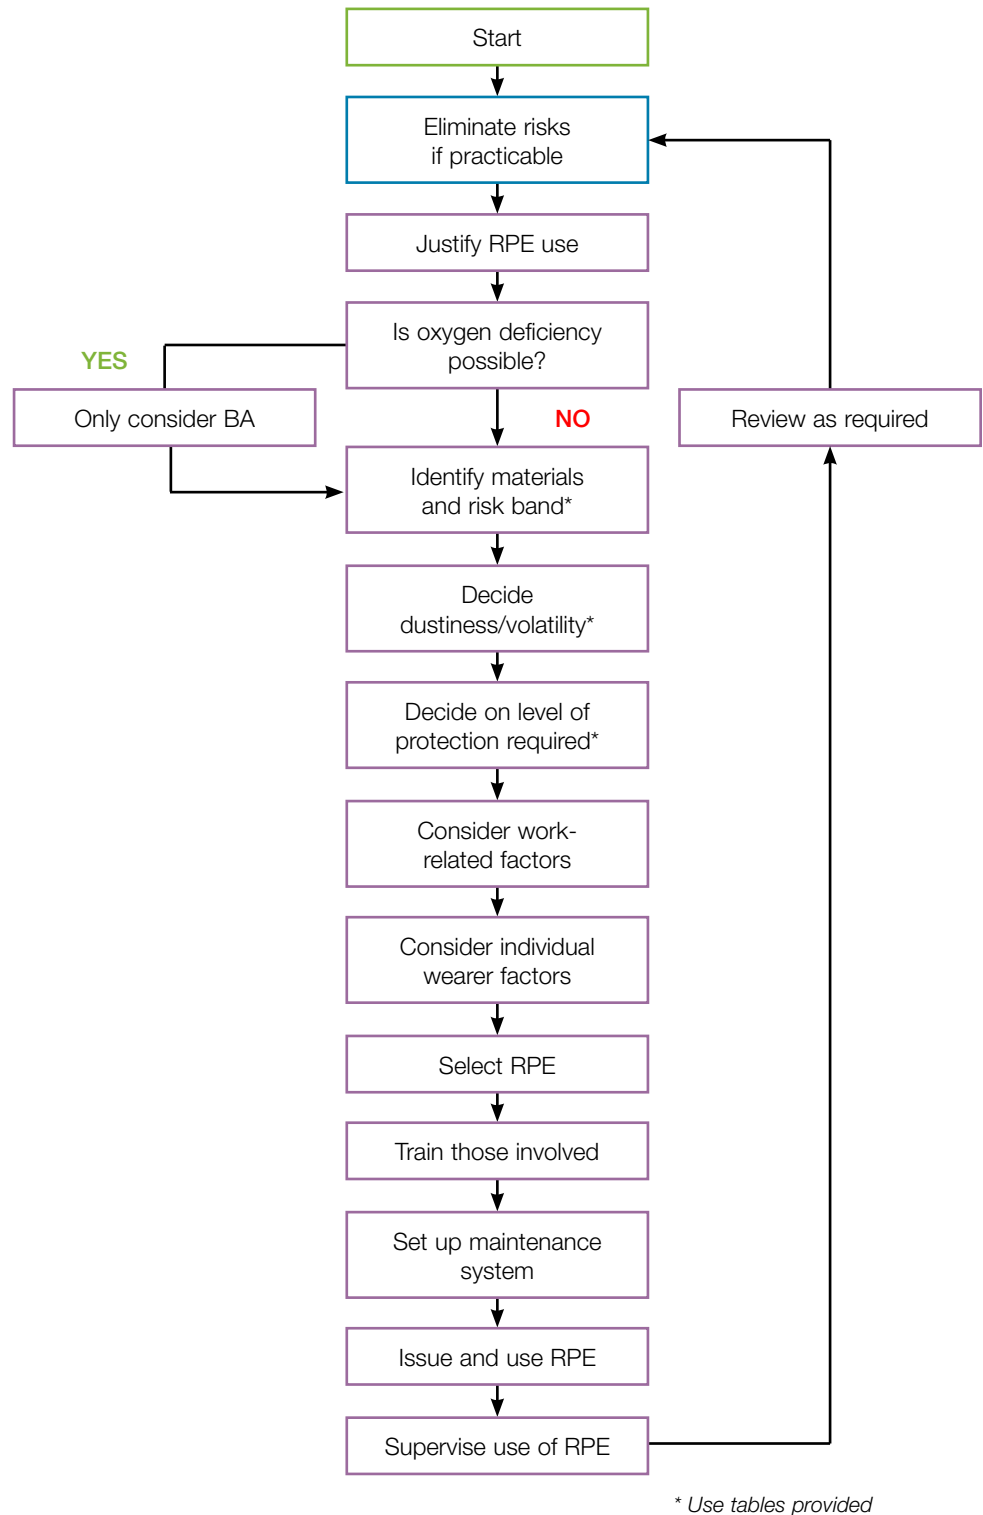 Start
Eliminate risks
if practicable
Justify RPE use
Is oxygen deficiency
possible?
YES
Only consider BA
NO
Review as required
Identify materials
and risk band*
Decide
dustiness/volatility*
Decide on level of
protection required*
Consider work-
related factors
Consider individual
wearer factors
Select RPE
Train those involved
Set up maintenance
system
Issue and use RPE
Supervise use of RPE
* Use tables provided